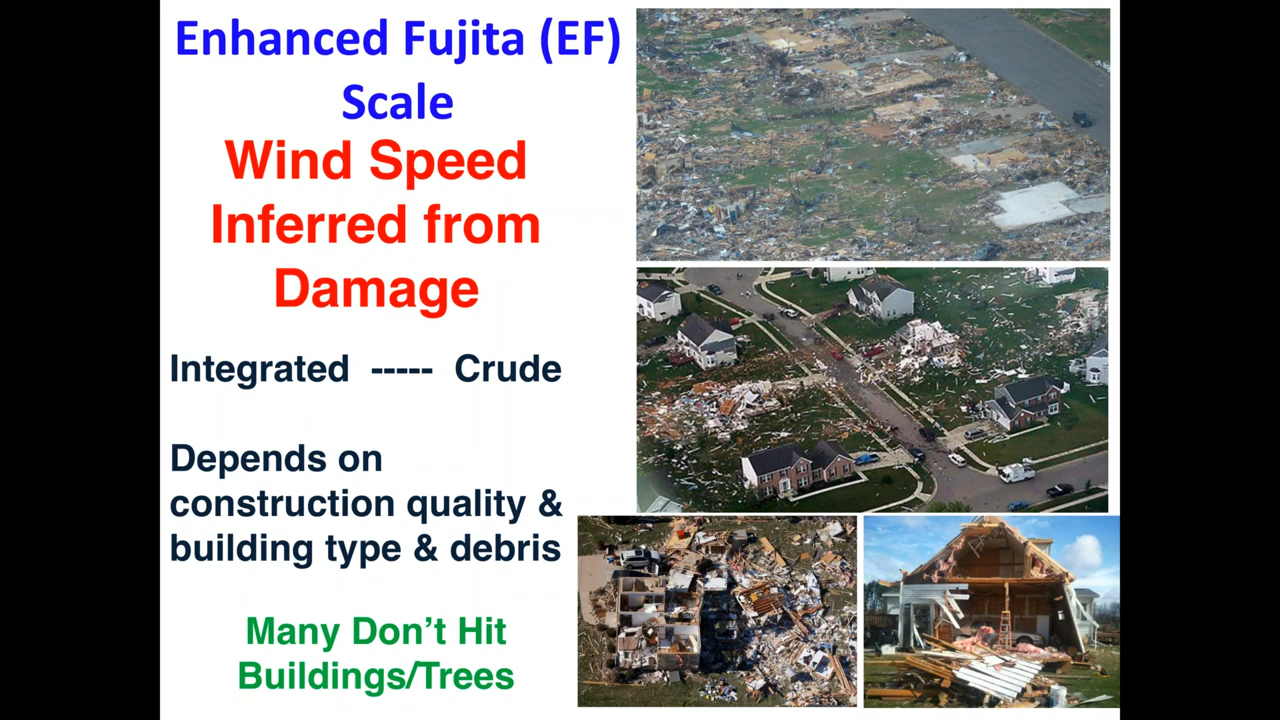 Enhanced Fujita (EF)
Scale
Wind Speed
Inferred from
Damage
Integrated ----- Crude
Depends on
construction quality &
building type & debris
Many Don’t Hit
Buildings/Trees